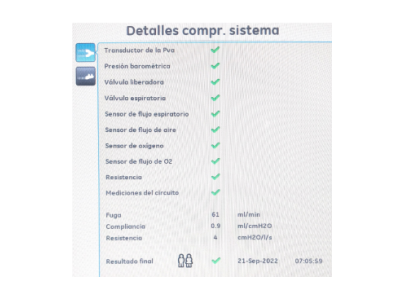 Detalles compr. sistema
Transductor de la Pva
Presión barométrica
Válvula liberadora
Válvula espiratoria
Sensor de flujo espiratorio
Sensor de flujo de aire
Sensor de oxígeno
Sensor de flujo de O2
Resistencia
Mediciones del circuito
Fuga 61 ml/min
Compliancia 0.9 ml/cmH2O
Resistencia 4 cmH2O/l/s
Resultado final 21-Sep-2022 07:05:59